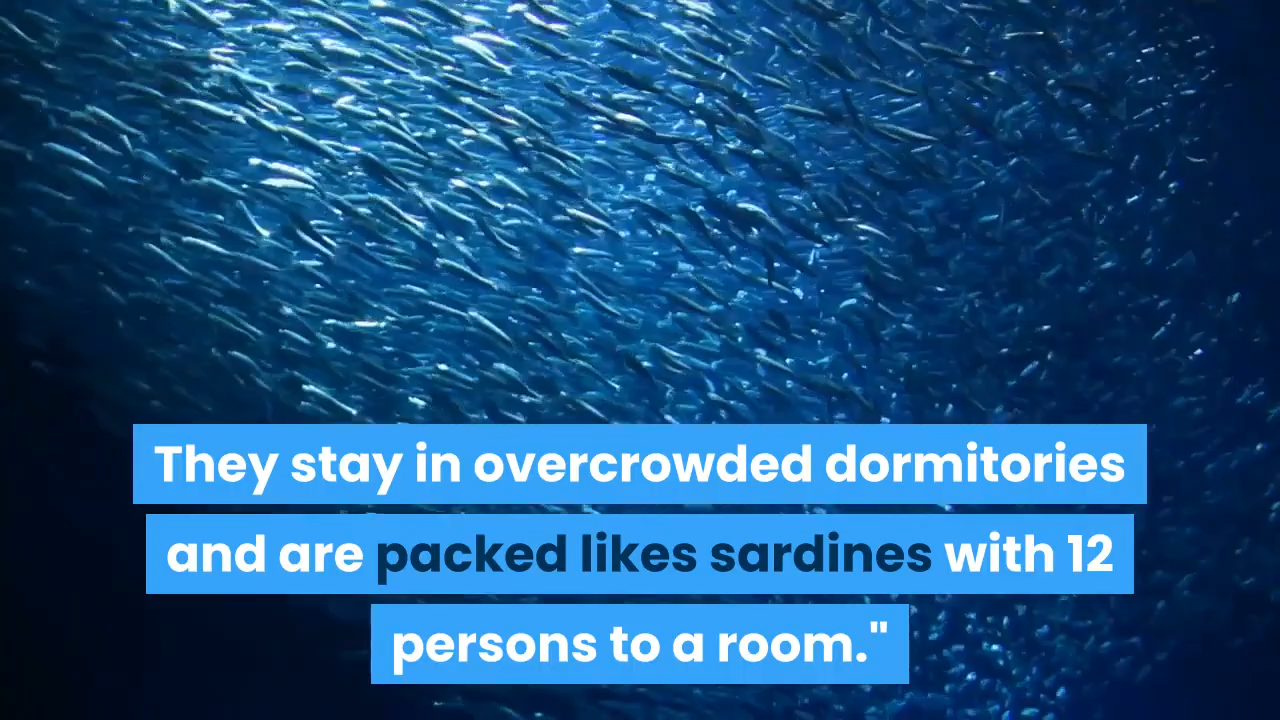 They stay in overcrowded dormitories
and are packed likes sardines with 12
persons to a room."